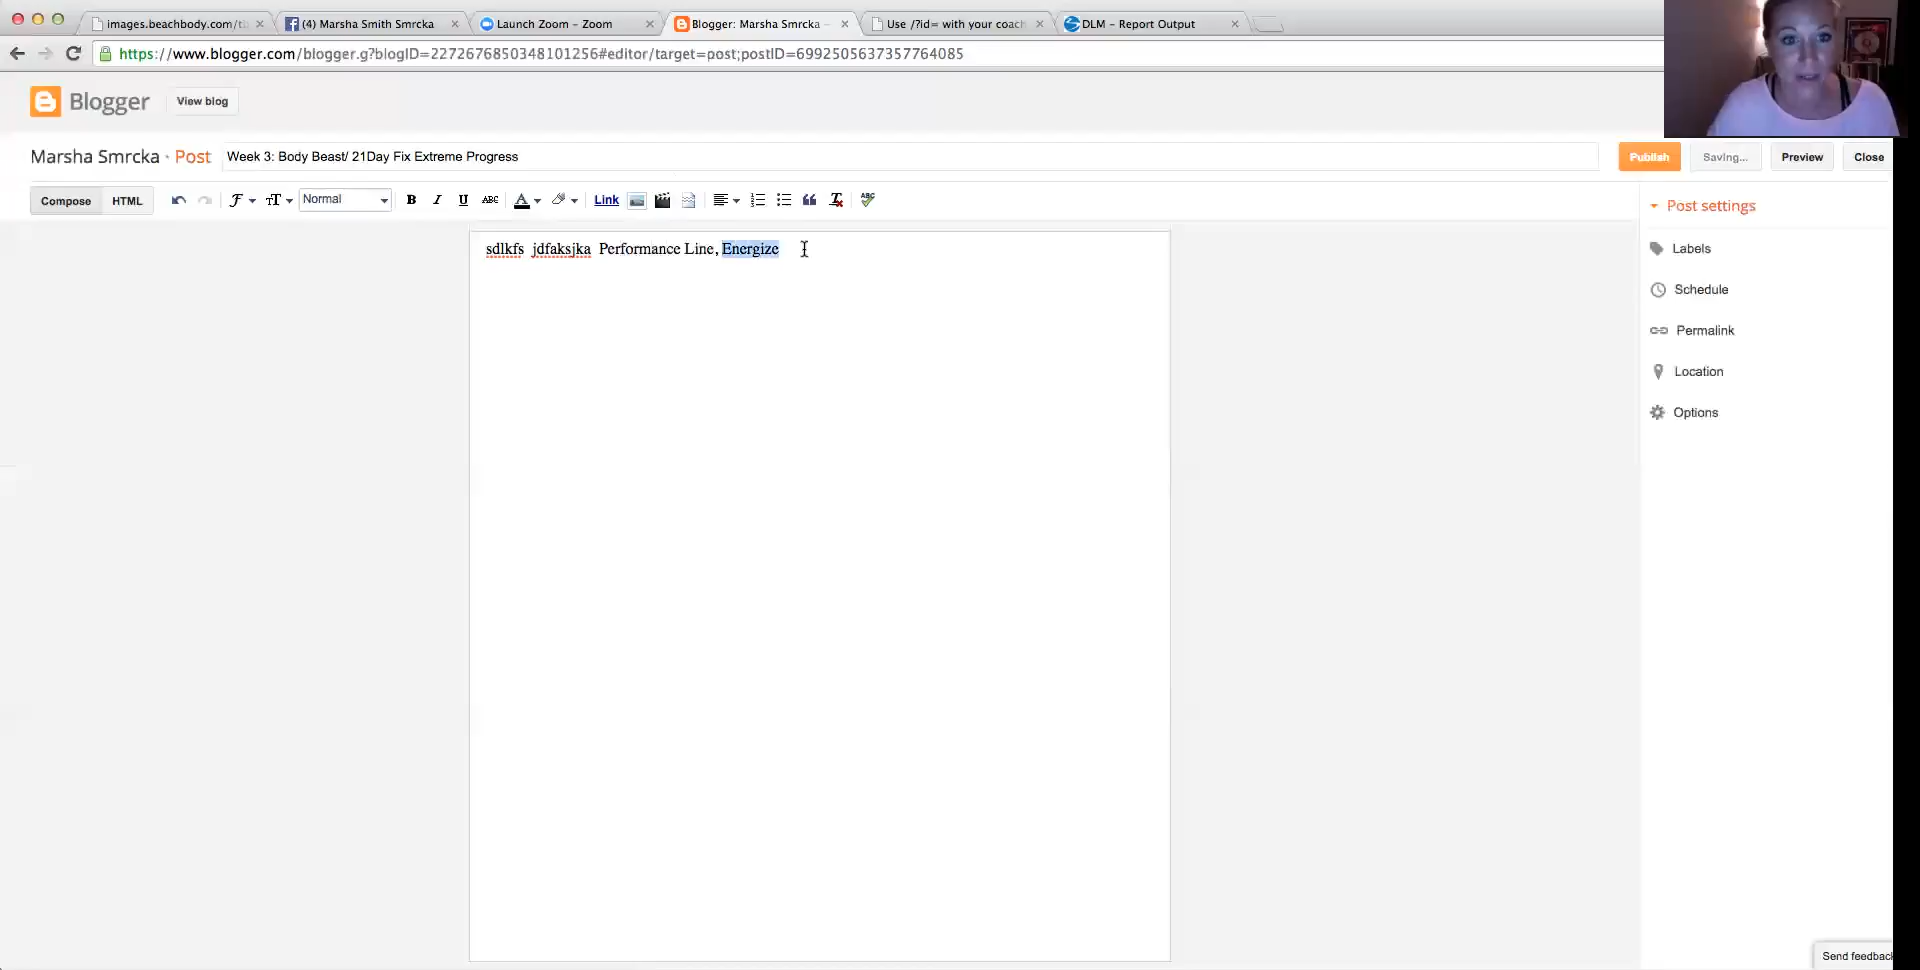 images.beachbody.com/tb
(4) Marsha Smith Smrcka
Launch Zoom – Zoom
Blogger: Marsha Smrcka –
Use /?id= with your coach
DLM – Report Output
https://www.blogger.com/blogger.g?blogID=2272676850348101256#editor/target=post;postID=6992505637357764085
Blogger
View blog
Marsha Smrcka · Post
Week 3: Body Beast/ 21Day Fix Extreme Progress
Publish
Saving...
Preview
Close
Compose
HTML
Normal
Link
sdlkfs jdfaksjka Performance Line, Energize
Post settings
Labels
Schedule
Permalink
Location
Options
Send feedback